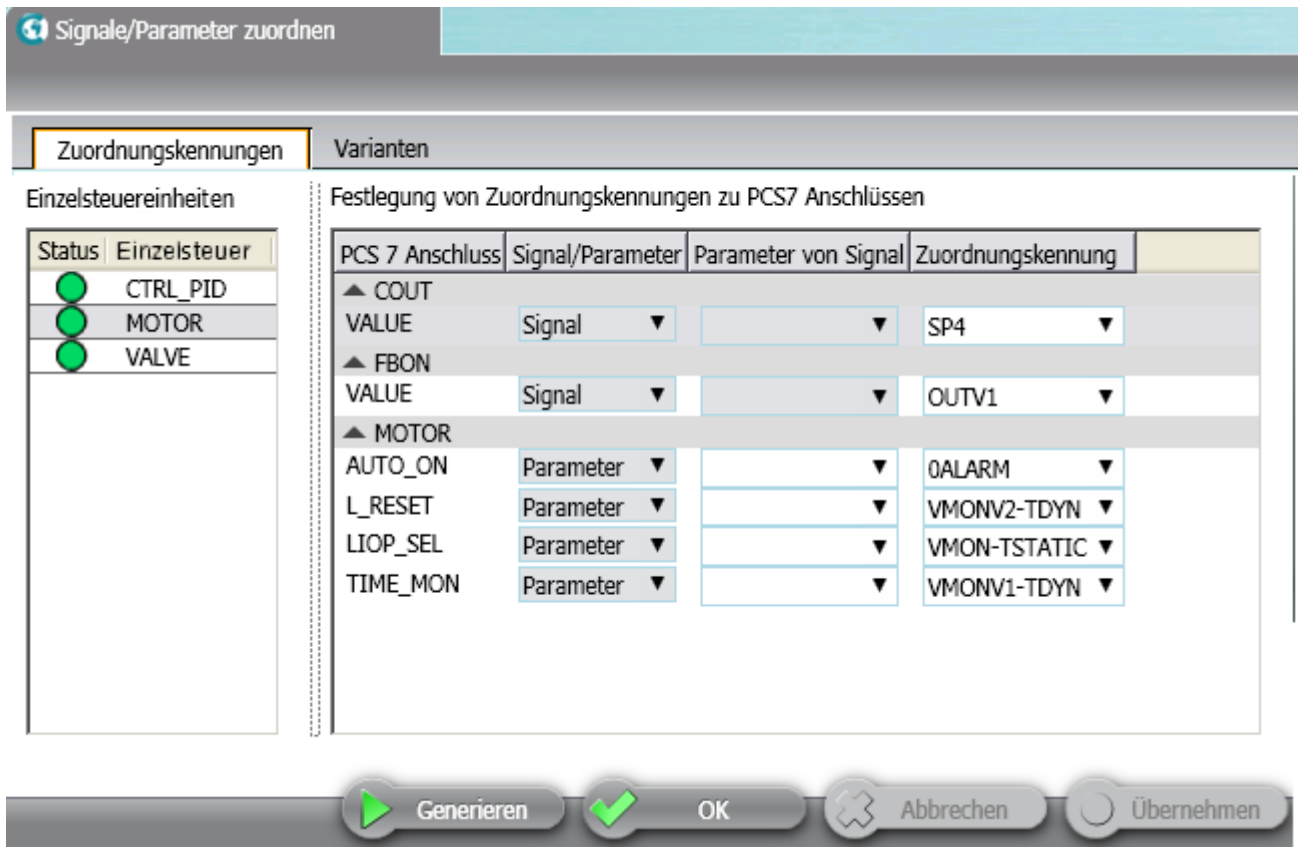 Signale/Parameter zuordnen
Zuordnungskennungen Varianten
Einzelsteuereinheiten
Festlegung von Zuordnungskennungen zu PCS7 Anschlüssen
Status Einzelsteuer
CTRL_PID
MOTOR
VALVE
PCS 7 Anschluss Signal/Parameter Parameter von Signal Zuordnungskennung
COUT
VALUE Signal SP4
FBON
VALUE Signal OUTV1
MOTOR
AUTO_ON Parameter 0ALARM
L_RESET Parameter VMONV2-TDYN
LIOP_SEL Parameter VMON-TSTATIC
TIME_MON Parameter VMONV1-TDYN
Generieren OK Abbrechen Übernehmen